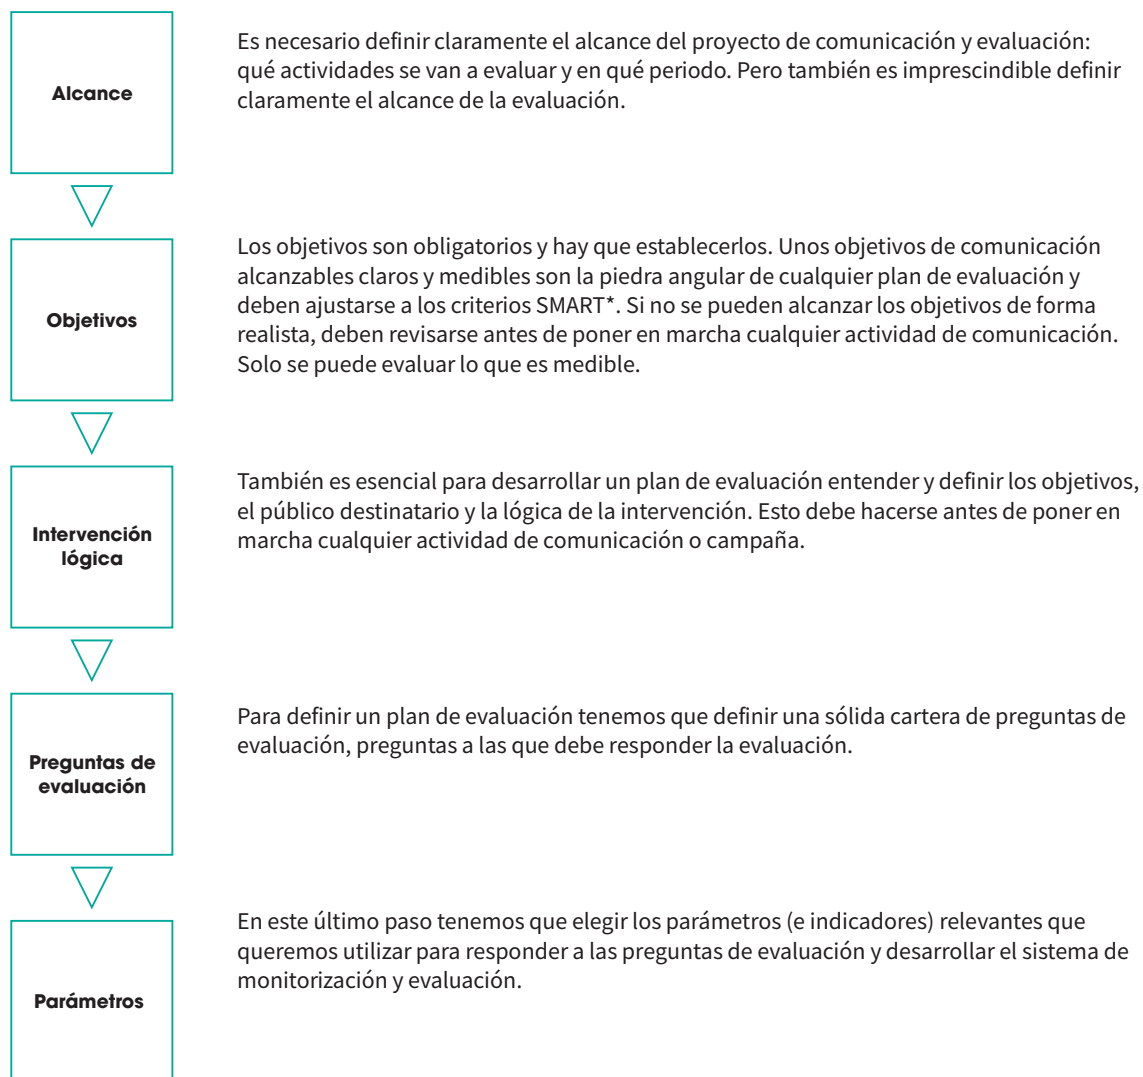 Alcance
Es necesario definir claramente el alcance del proyecto de comunicación y evaluación:
qué actividades se van a evaluar y en qué periodo. Pero también es imprescindible definir
claramente el alcance de la evaluación.
Objetivos
Los objetivos son obligatorios y hay que establecerlos. Unos objetivos de comunicación
alcanzables claros y medibles son la piedra angular de cualquier plan de evaluación y
deben ajustarse a los criterios SMART*. Si no se pueden alcanzar los objetivos de forma
realista, deben revisarse antes de poner en marcha cualquier actividad de comunicación.
Solo se puede evaluar lo que es medible.
Intervención
lógica
También es esencial para desarrollar un plan de evaluación entender y definir los objetivos,
el público destinatario y la lógica de la intervención. Esto debe hacerse antes de poner en
marcha cualquier actividad de comunicación o campaña.
Preguntas de
evaluación
Para definir un plan de evaluación tenemos que definir una sólida cartera de preguntas de
evaluación, preguntas a las que debe responder la evaluación.
Parámetros
En este último paso tenemos que elegir los parámetros (e indicadores) relevantes que
queremos utilizar para responder a las preguntas de evaluación y desarrollar el sistema de
monitorización y evaluación.